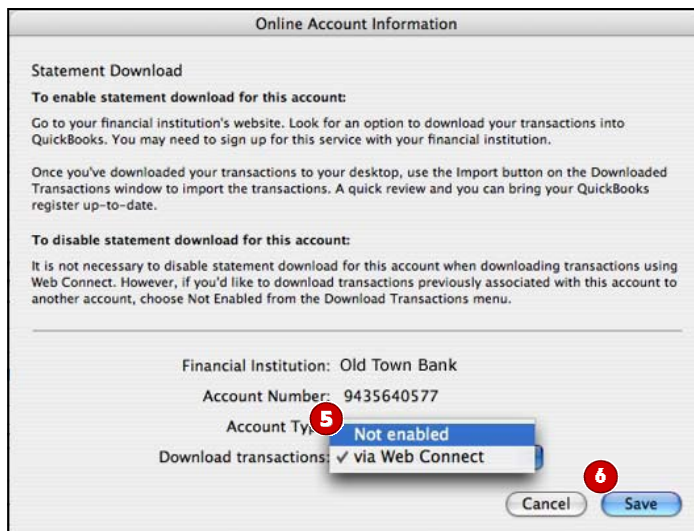 Online Account Information
Statement Download
To enable statement download for this account:
Go to your financial institution's website. Look for an option to download your transactions into
QuickBooks. You may need to sign up for this service with your financial institution.
Once you've downloaded your transactions to your desktop, use the Import button on the Downloaded
Transactions window to import the transactions. A quick review and you can bring your QuickBooks
register up-to-date.
To disable statement download for this account:
It is not necessary to disable statement download for this account when downloading transactions using
Web Connect. However, if you'd like to download transactions previously associated with this account to
another account, choose Not Enabled from the Download Transactions menu.
Financial Institution: Old Town Bank
Account Number: 9435640577
Account Typ 5
Not enabled
Download transactions: ✓ via Web Connect
6
Cancel Save